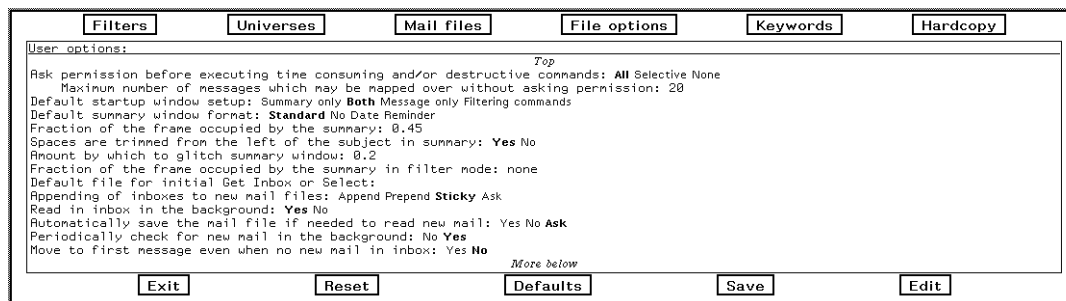 Filters Universes Mail files File options Keywords Hardcopy
User options:
Top
Ask permission before executing time consuming and/or destructive commands: All Selective None
Maximum number of messages which may be mapped over without asking permission: 20
Default startup window setup: Summary only Both Message only Filtering commands
Default summary window format: Standard No Date Reminder
Fraction of the frame occupied by the summary: 0.45
Spaces are trimmed from the left of the subject in summary: Yes No
Amount by which to glitch summary window: 0.2
Fraction of the frame occupied by the summary in filter mode: none
Default file for initial Get Inbox or Select:
Appending of inboxes to new mail files: Append Prepend Sticky Ask
Read in inbox in the background: Yes No
Automatically save the mail file if needed to read new mail: Yes No Ask
Periodically check for new mail in the background: No Yes
Move to first message even when no new mail in inbox: Yes No
More below
Exit Reset Defaults Save Edit